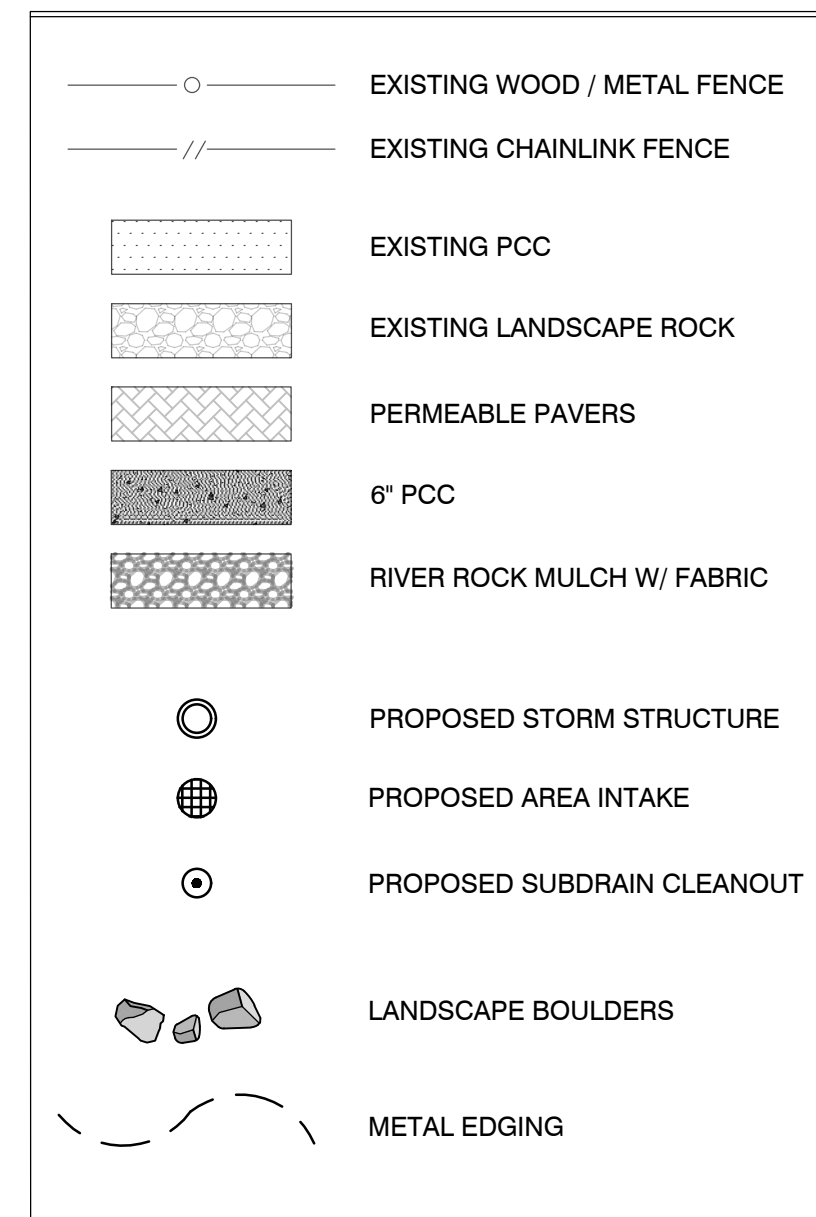 EXISTING WOOD / METAL FENCE
EXISTING CHAINLINK FENCE
EXISTING PCC
EXISTING LANDSCAPE ROCK
PERMEABLE PAVERS
6" PCC
RIVER ROCK MULCH W/ FABRIC
PROPOSED STORM STRUCTURE
PROPOSED AREA INTAKE
PROPOSED SUBDRAIN CLEANOUT
LANDSCAPE BOULDERS
METAL EDGING